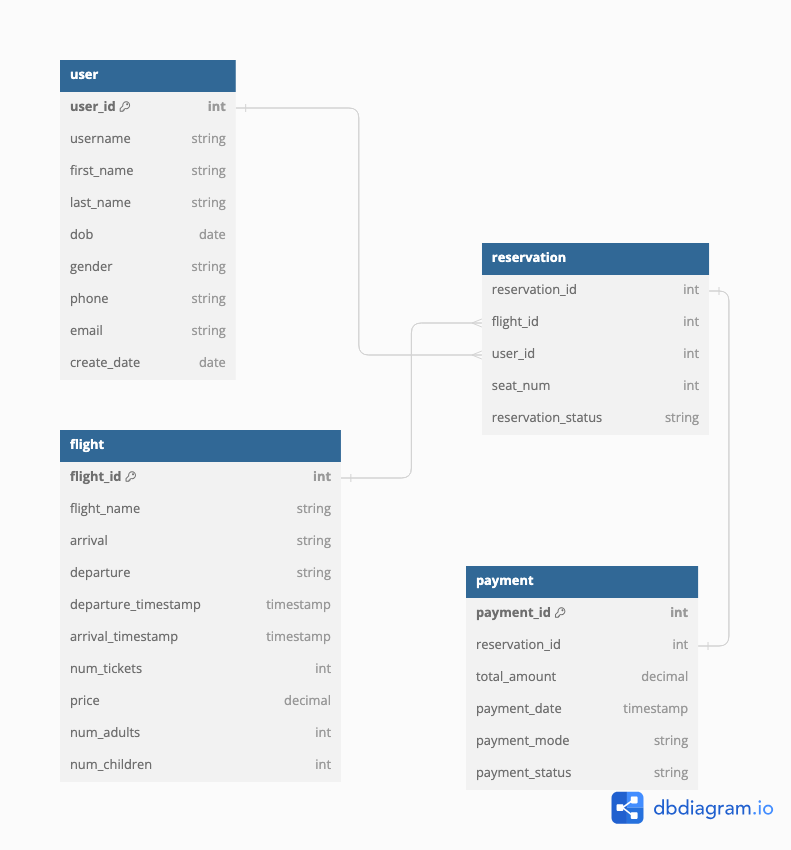 user
user_id int
username string
first_name string
last_name string
dob date
gender string
phone string
email string
create_date date
reservation
reservation_id int
flight_id int
user_id int
seat_num int
reservation_status string
flight
flight_id int
flight_name string
arrival string
departure string
departure_timestamp timestamp
arrival_timestamp timestamp
num_tickets int
price decimal
num_adults int
num_children int
payment
payment_id int
reservation_id int
total_amount decimal
payment_date timestamp
payment_mode string
payment_status string
dbdiagram.io